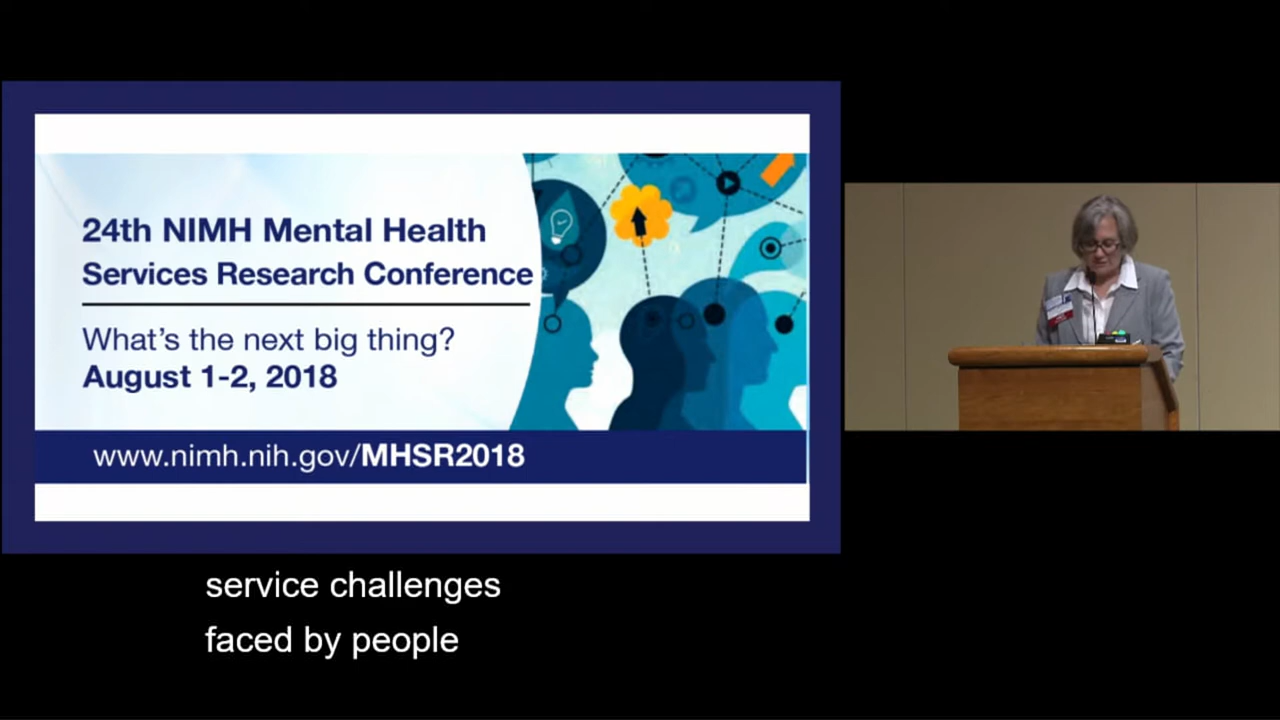 24th NIMH Mental Health
Services Research Conference
What's the next big thing?
August 1-2, 2018
www.nimh.nih.gov/MHSR2018
service challenges
faced by people